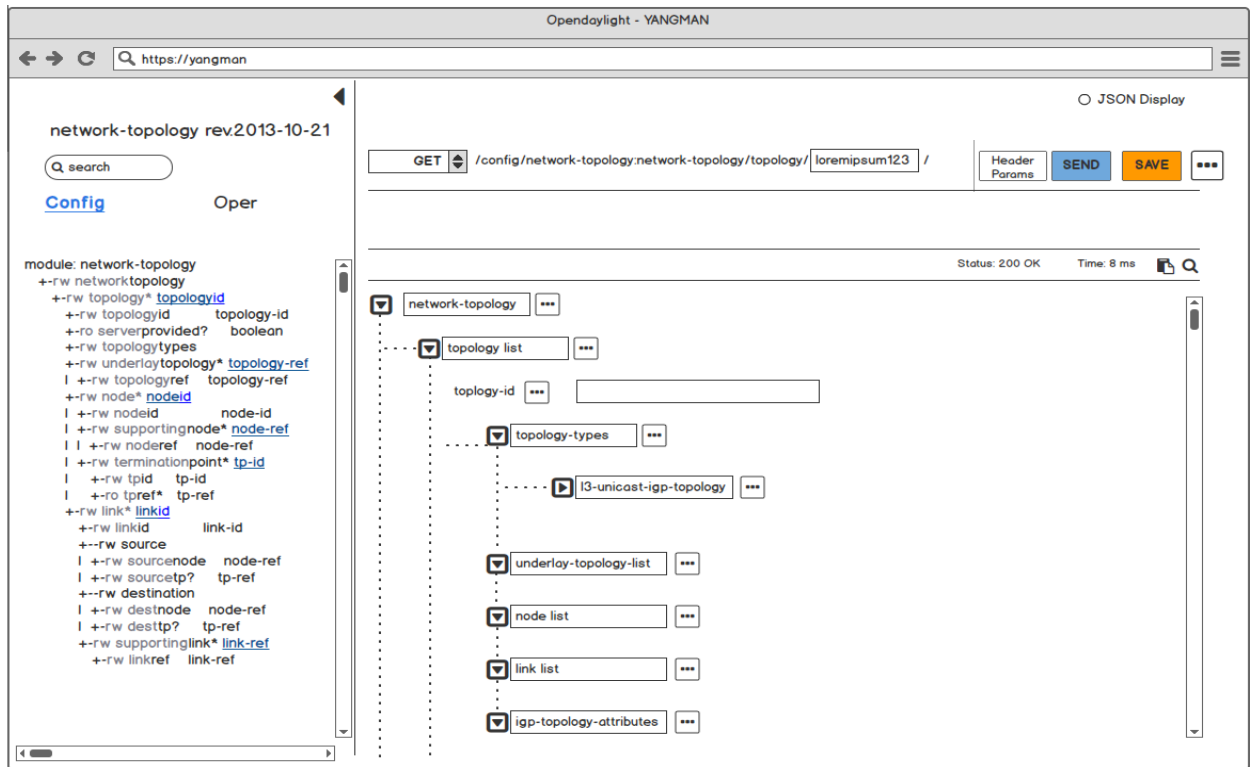 Opendaylight - YANGMAN
https://yangman
JSON Display
network-topology rev.2013-10-21
search
Config Oper
GET /config/network-topology:network-topology/topology/ loremipsum123 /
Header Params
SEND
SAVE
Status: 200 OK Time: 8 ms
module: network-topology
+-rw networktopology
+-rw topology* topologyid
+-rw topologyid topology-id
+-ro serverprovided? boolean
+-rw topologytypes
+-rw underlaytopology* topology-ref
| +-rw topologyref topology-ref
+-rw node* nodeid
| +-rw nodeid node-id
| +-rw supportingnode* node-ref
| | +-rw noderef node-ref
| +-rw terminationpoint* tp-id
| +-rw tpid tp-id
| +-ro tpref* tp-ref
+-rw link* linkid
+-rw linkid link-id
+--rw source
| +-rw sourcenode node-ref
| +-rw sourcetp? tp-ref
+--rw destination
| +-rw destnode node-ref
| +-rw desttp? tp-ref
+-rw supportinglink* link-ref
+-rw linkref link-ref
network-topology
topology list
toplogy-id
topology-types
l3-unicast-igp-topology
underlay-topology-list
node list
link list
igp-topology-attributes